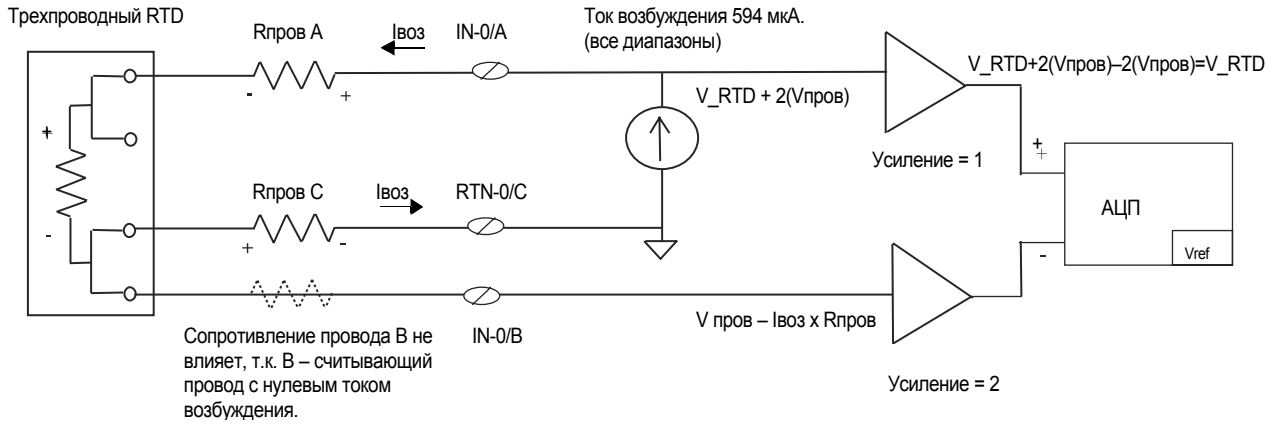 Трехпроводный RTD
Rпров A
Iвоз
IN-0/A
Ток возбуждения 594 мкА.
(все диапазоны)
V_RTD+2(Vпров)–2(Vпров)=V_RTD
- +
V_RTD + 2(Vпров)
+
Усиление = 1
+
+
Rпров C
Iвоз
RTN-0/C
АЦП
-
+ -
-
Vref
V пров – Iвоз x Rпров
Сопротивление провода В не
влияет, т.к. В – считывающий
провод с нулевым током
возбуждения.
IN-0/B
Усиление = 2